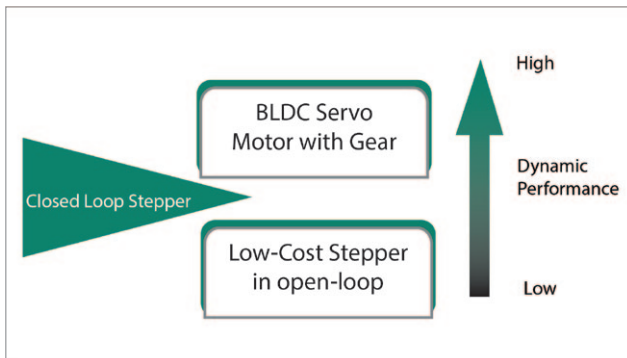 Closed Loop Stepper
BLDC Servo
Motor with Gear
Low-Cost Stepper
in open-loop
High
Dynamic
Performance
Low